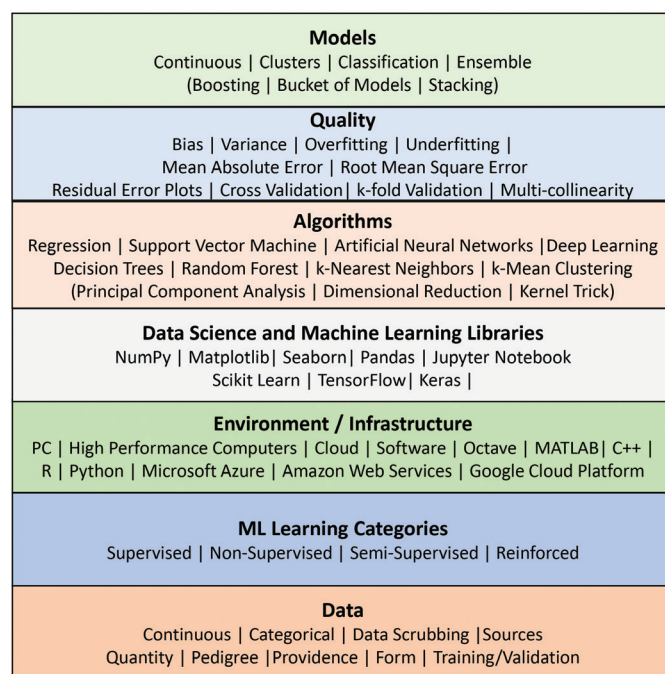 Models
Continuous | Clusters | Classification | Ensemble
(Boosting | Bucket of Models | Stacking)
Quality
Bias | Variance | Overfitting | Underfitting |
Mean Absolute Error | Root Mean Square Error
Residual Error Plots | Cross Validation| k-fold Validation | Multi-collinearity
Algorithms
Regression | Support Vector Machine | Artificial Neural Networks |Deep Learning
Decision Trees | Random Forest | k-Nearest Neighbors | k-Mean Clustering
(Principal Component Analysis | Dimensional Reduction | Kernel Trick)
Data Science and Machine Learning Libraries
NumPy | Matplotlib| Seaborn| Pandas | Jupyter Notebook
Scikit Learn | TensorFlow| Keras |
Environment / Infrastructure
PC | High Performance Computers | Cloud | Software | Octave | MATLAB| C++ |
R | Python | Microsoft Azure | Amazon Web Services | Google Cloud Platform
ML Learning Categories
Supervised | Non-Supervised | Semi-Supervised | Reinforced
Data
Continuous | Categorical | Data Scrubbing |Sources
Quantity | Pedigree |Providence | Form | Training/Validation